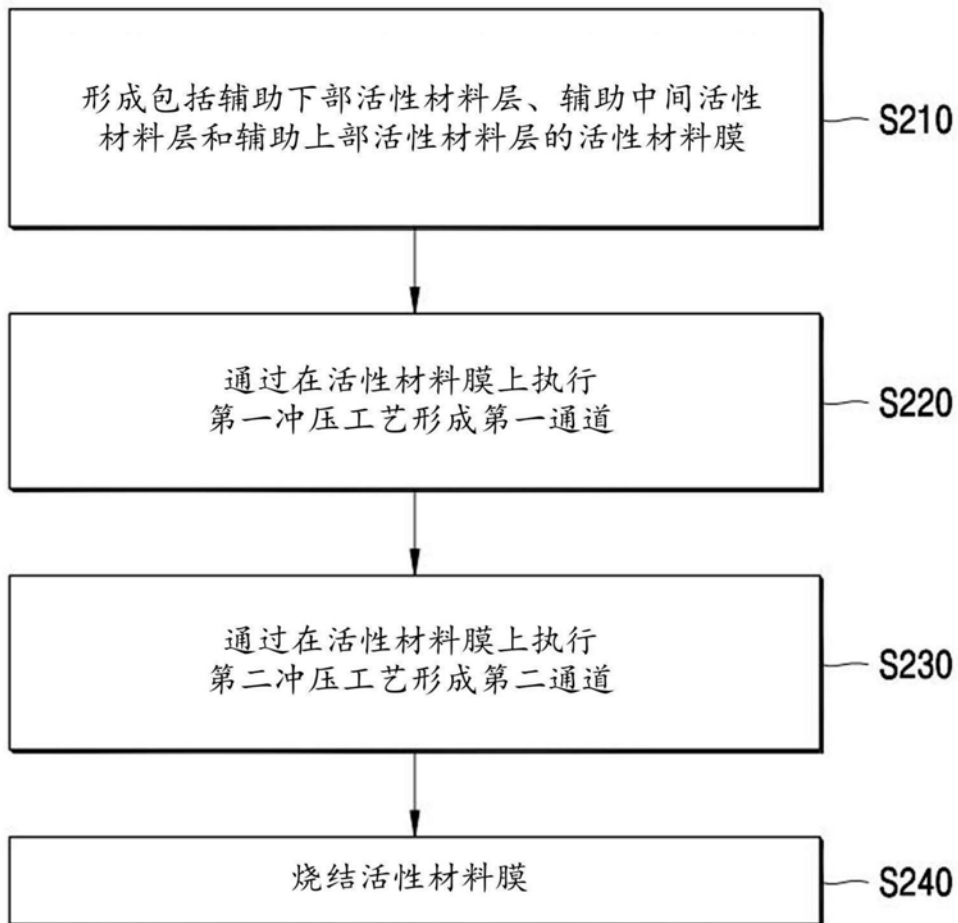 形成包括辅助下部活性材料层、辅助中间活性
材料层和辅助上部活性材料层的活性材料膜
S210
通过在活性材料膜上执行
第一冲压工艺形成第一通道
S220
通过在活性材料膜上执行
第二冲压工艺形成第二通道
S230
烧结活性材料膜
S240